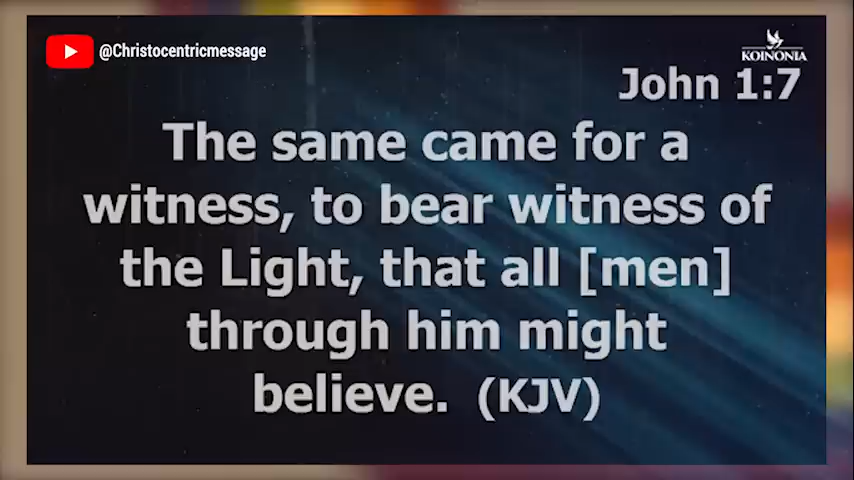 @Christocentricmessage
KOINONIA
John 1:7
The same came for a
witness, to bear witness of
the Light, that all [men]
through him might
believe. (KJV)